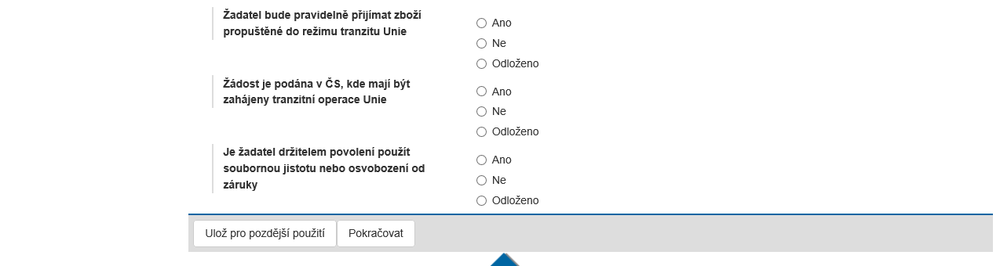 Žadatel bude pravidelně přijímat zboží
propuštěné do režimu tranzitu Unie
Ano
Ne
Odloženo
Žádost je podána v ČS, kde mají být
zahájeny tranzitní operace Unie
Ano
Ne
Odloženo
Je žadatel držitelem povolení použít
soubornou jistotu nebo osvobození od
záruky
Ano
Ne
Odloženo
Ulož pro pozdější použití
Pokračovat